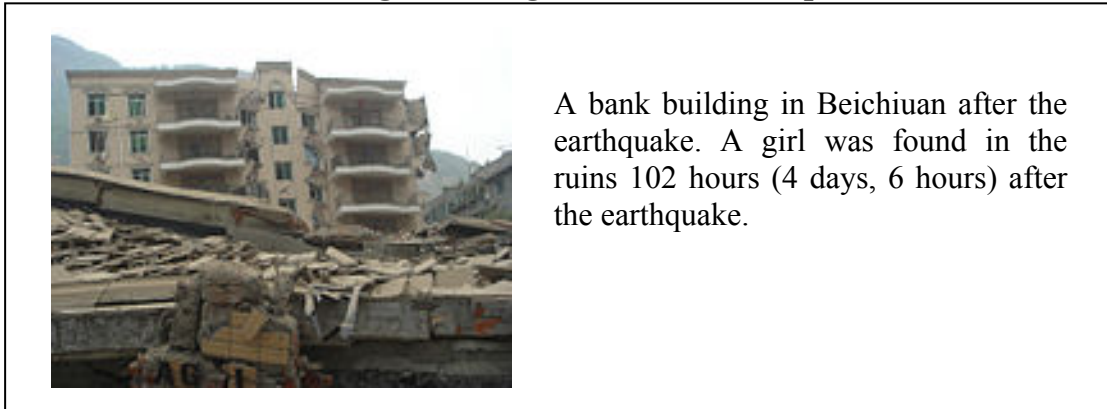 A bank building in Beichiuan after the
earthquake. A girl was found in the
ruins 102 hours (4 days, 6 hours) after
the earthquake.